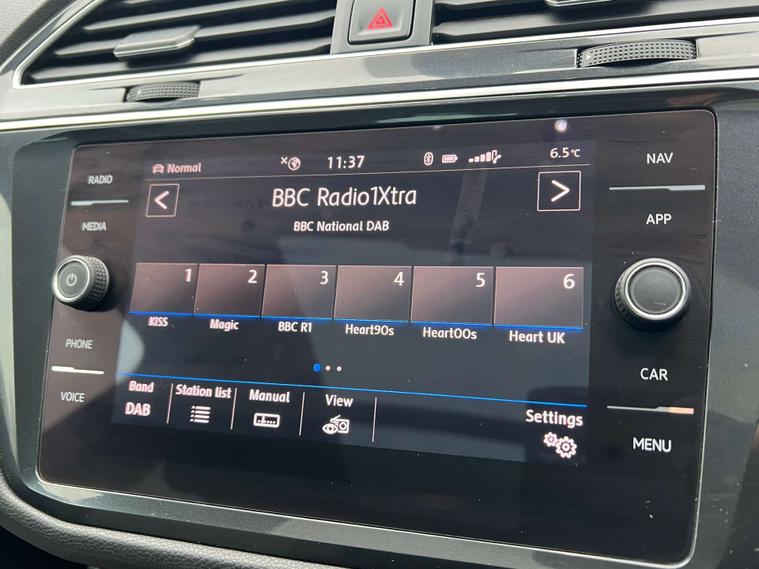 RADIO
MEDIA
PHONE
VOICE
Normal
11:37
6.5°C
BBC Radio1Xtra
BBC National DAB
1 2 3 4 5 6
KISS Magic BBC R1 Heart90s Heart00s Heart UK
Band Station list Manual View Settings
DAB
NAV
APP
CAR
MENU